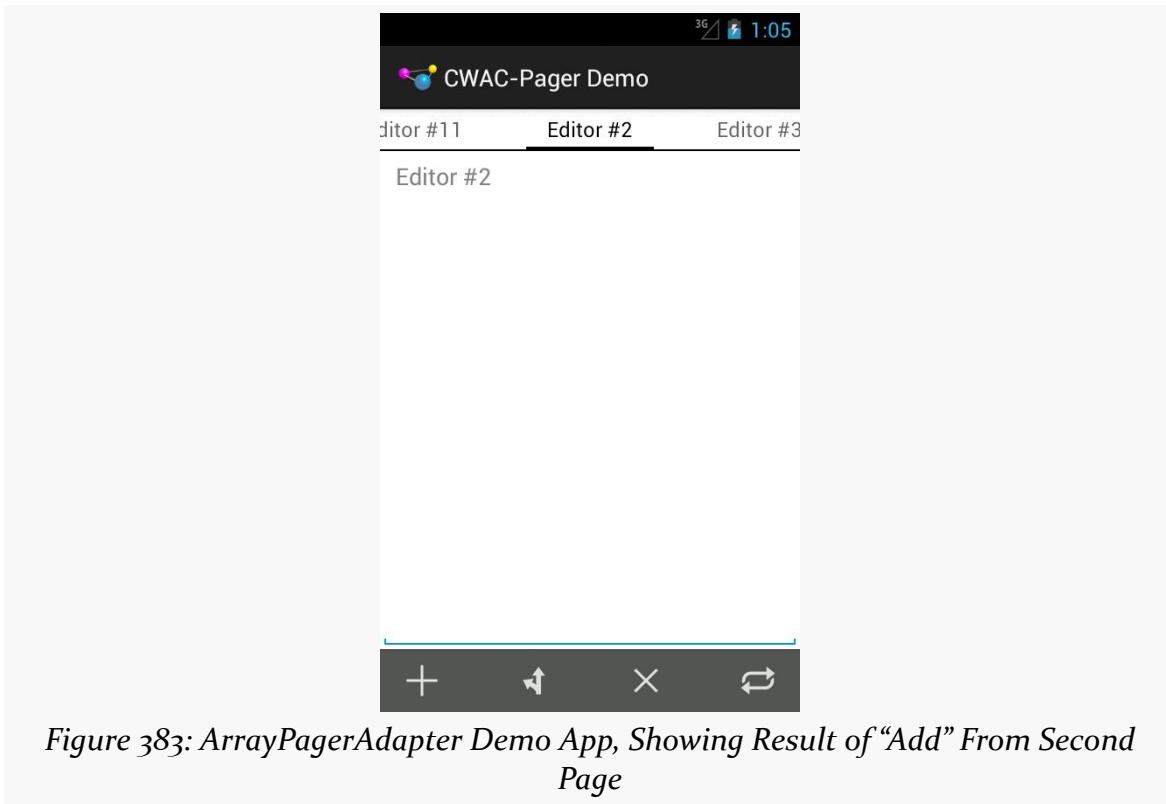 3G 1:05
CWAC-Pager Demo
ditor #11 Editor #2 Editor #3
Editor #2
Figure 383: ArrayPagerAdapter Demo App, Showing Result of “Add” From Second
Page